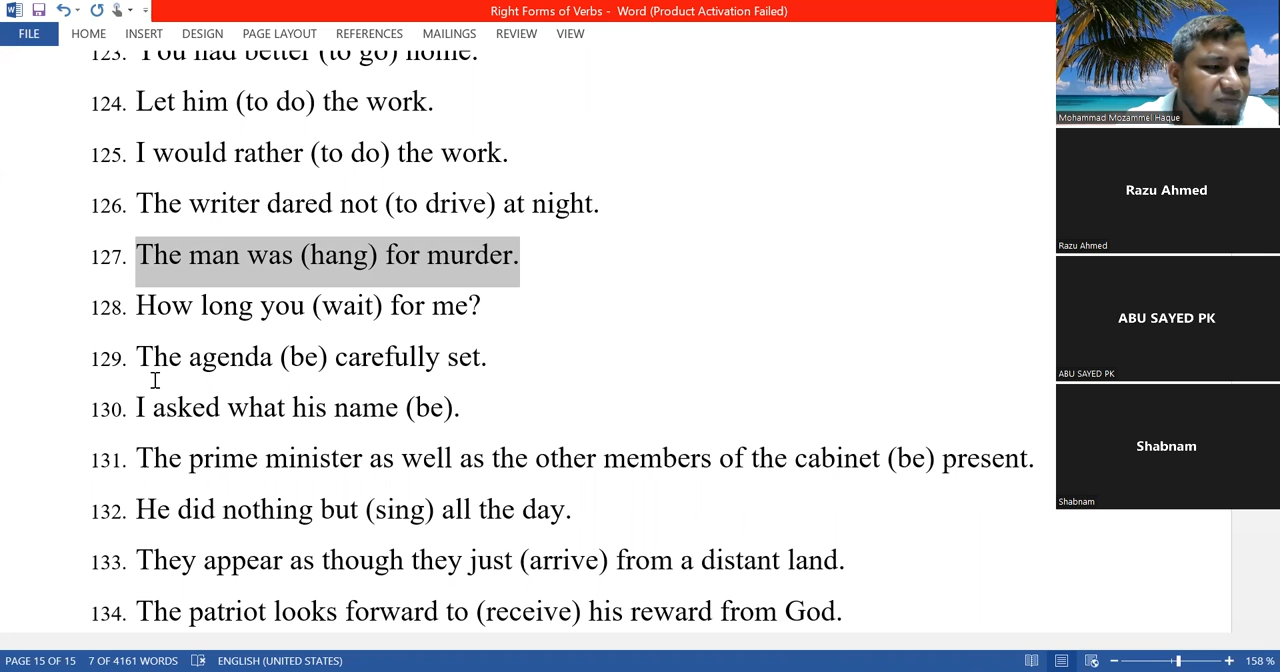 Right Forms of Verbs - Word (Product Activation Failed)
FILE HOME INSERT DESIGN PAGE LAYOUT REFERENCES MAILINGS REVIEW VIEW
123. You had better (to go) home.
124. Let him (to do) the work.
125. I would rather (to do) the work.
126. The writer dared not (to drive) at night.
127. The man was (hang) for murder.
128. How long you (wait) for me?
129. The agenda (be) carefully set.
130. I asked what his name (be).
131. The prime minister as well as the other members of the cabinet (be) present.
132. He did nothing but (sing) all the day.
133. They appear as though they just (arrive) from a distant land.
134. The patriot looks forward to (receive) his reward from God.
Mohammad Mozammel Haque
Razu Ahmed
Razu Ahmed
ABU SAYED PK
ABU SAYED PK
Shabnam
Shabnam
PAGE 15 OF 15 7 OF 4161 WORDS ENGLISH (UNITED STATES) 158 %